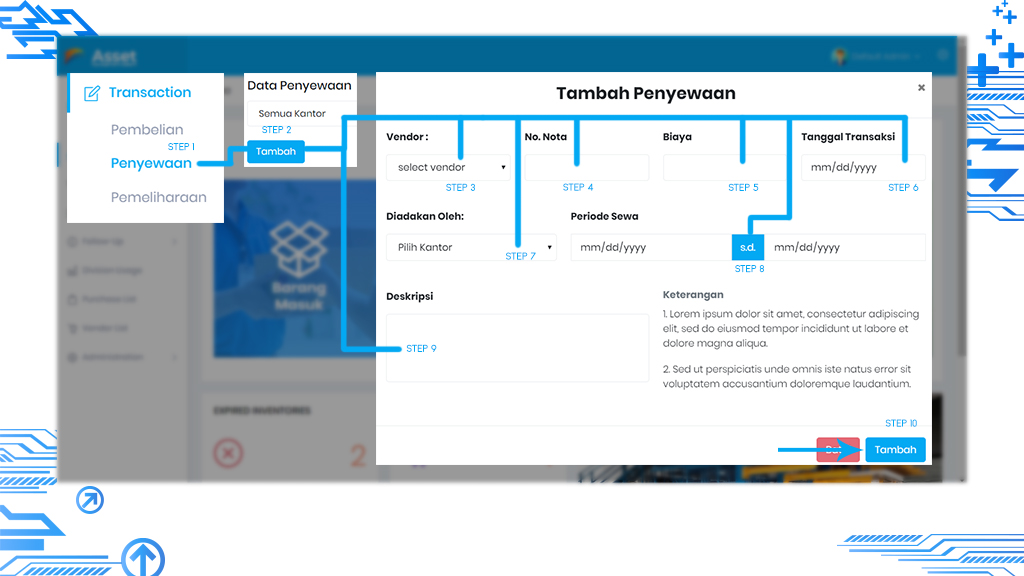 Asset
Transaction
Pembelian
STEP 1
Penyewaan
Pemeliharaan
Data Penyewaan
Semua Kantor
STEP 2
Tambah
Tambah Penyewaan
×
Vendor :
No. Nota
Biaya
Tanggal Transaksi
select vendor
mm/dd/yyyy
STEP 3
STEP 4
STEP 5
STEP 6
Diadakan Oleh:
Periode Sewa
Pilih Kantor
mm/dd/yyyy
s.d.
mm/dd/yyyy
STEP 7
STEP 8
Deskripsi
STEP 9
Keterangan
1. Lorem ipsum dolor sit amet, consectetur adipiscing
elit, sed do eiusmod tempor incididunt ut labore et
dolore magna aliqua.
2. Sed ut perspiciatis unde omnis iste natus error sit
voluptatem accusantium doloremque laudantium.
STEP 10
Tambah
Barang
Masuk
EXPIRED INVENTORIES
2